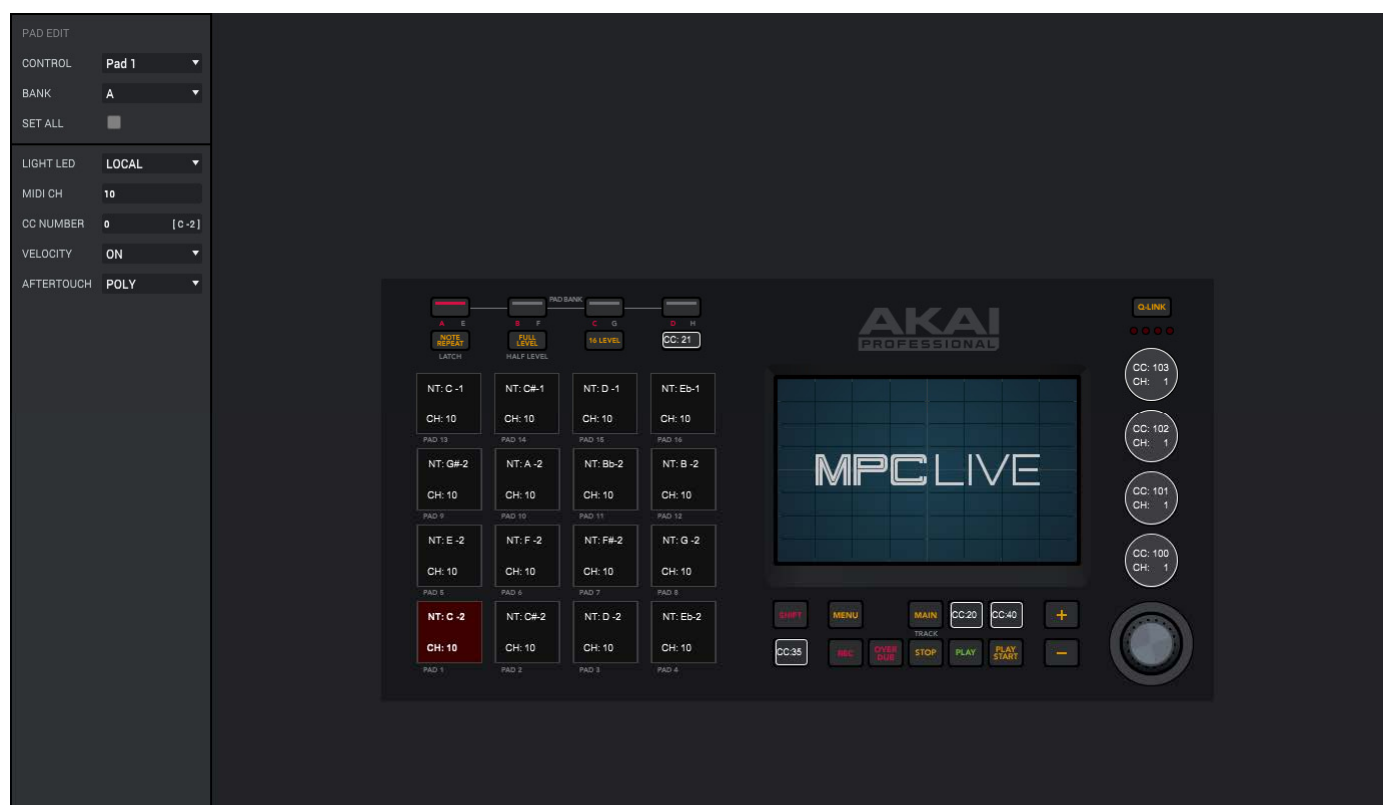 PAD EDIT
CONTROL Pad 1
BANK A
SET ALL
LIGHT LED LOCAL
MIDI CH 10
CC NUMBER 0 [ C -2 ]
VELOCITY ON
AFTERTOUCH POLY
PAD BANK
A E B F C G D H
NOTE REPEAT
FULL LEVEL
16 LEVEL
CC: 21
LATCH
HALF LEVEL
NT: C -1 NT: C#-1 NT: D -1 NT: Eb-1
CH: 10 CH: 10 CH: 10 CH: 10
PAD 13 PAD 14 PAD 15 PAD 16
NT: G#-2 NT: A -2 NT: Bb-2 NT: B -2
CH: 10 CH: 10 CH: 10 CH: 10
PAD 9 PAD 10 PAD 11 PAD 12
NT: E -2 NT: F -2 NT: F#-2 NT: G -2
CH: 10 CH: 10 CH: 10 CH: 10
PAD 5 PAD 6 PAD 7 PAD 8
NT: C -2 NT: C#-2 NT: D -2 NT: Eb-2
CH: 10 CH: 10 CH: 10 CH: 10
PAD 1 PAD 2 PAD 3 PAD 4
AKAI
PROFESSIONAL
MPC LIVE
SHIFT MENU MAIN CC:20 CC:40 +
TRACK
CC:35 REC OVER DUB STOP PLAY PLAY START −
Q-LINK
CC: 103
CH: 1
CC: 102
CH: 1
CC: 101
CH: 1
CC: 100
CH: 1